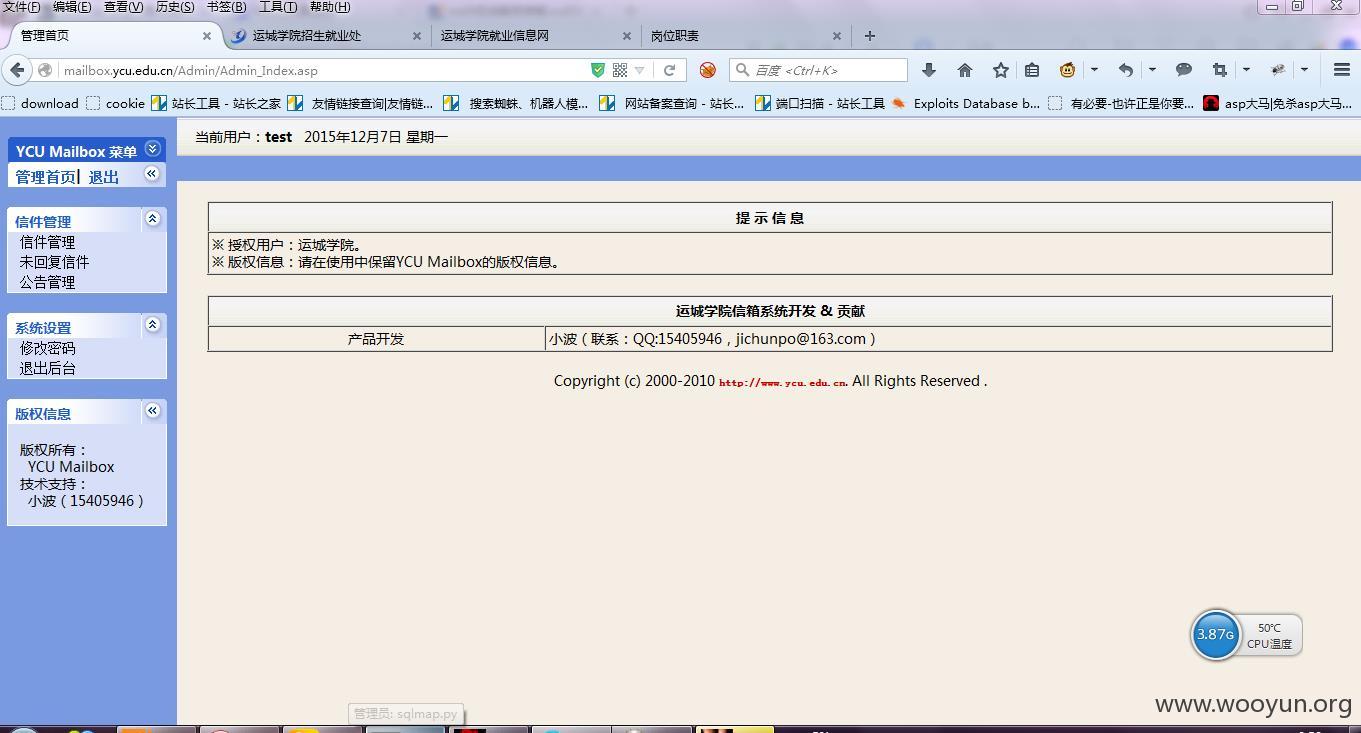 文件(F) 编辑(E) 查看(V) 历史(S) 书签(B) 工具(T) 帮助(H)
管理首页 × 运城学院招生就业处 × 运城学院就业信息网 × 岗位职责 × +
mailbox.ycu.edu.cn/Admin/Admin_Index.asp 百度 <Ctrl+K>
download cookie 站长工具 - 站长之家 友情链接查询|友情链... 搜索蜘蛛、机器人模... 网站备案查询 - 站长... 端口扫描 - 站长工具 Exploits Database b... 有必要-也许正是你要... asp大马|免杀asp大马...
当前用户：test 2015年12月7日 星期一
YCU Mailbox 菜单
管理首页| 退出
信件管理
信件管理
未回复信件
公告管理
系统设置
修改密码
退出后台
版权信息
版权所有：
YCU Mailbox
技术支持：
小波（15405946）
提 示 信 息
※ 授权用户：运城学院。
※ 版权信息：请在使用中保留YCU Mailbox的版权信息。
运城学院信箱系统开发 & 贡献
产品开发 小波（联系：QQ:15405946，jichunpo@163.com）
Copyright (c) 2000-2010 http://www.ycu.edu.cn. All Rights Reserved .
3.87G 50℃
CPU温度
管理员: sqlmap.py
www.wooyun.org